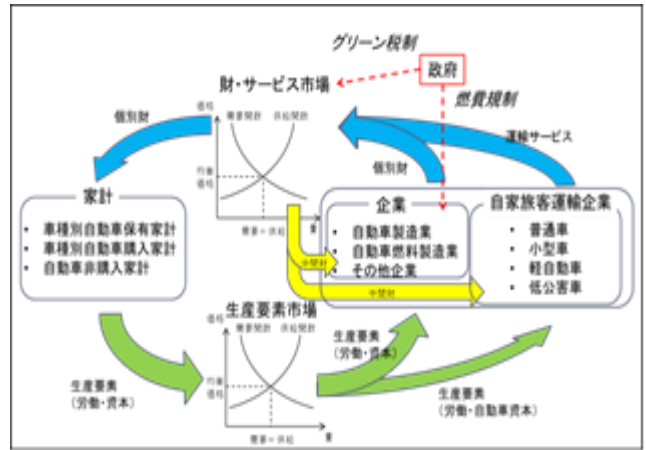 グリーン税制
政府
財・サービス市場
燃費規制
価格
需要関数 供給関数
個別財
運輸サービス
均衡
価格
個別財
家計
・ 車種別自動車保有家計
・ 車種別自動車購入家計
・ 自動車非購入家計
需要=供給
量
企業
・ 自動車製造業
・ 自動車燃料製造業
・ その他企業
自家旅客運輸企業
・ 普通車
・ 小型車
・ 軽自動車
・ 低公害車
中間財
中間財
生産要素市場
価格
需要関数 供給関数
均衡
価格
需要=供給
量
生産要素
(労働・資本)
生産要素
(労働・資本)
生産要素
(労働・自動車資本)